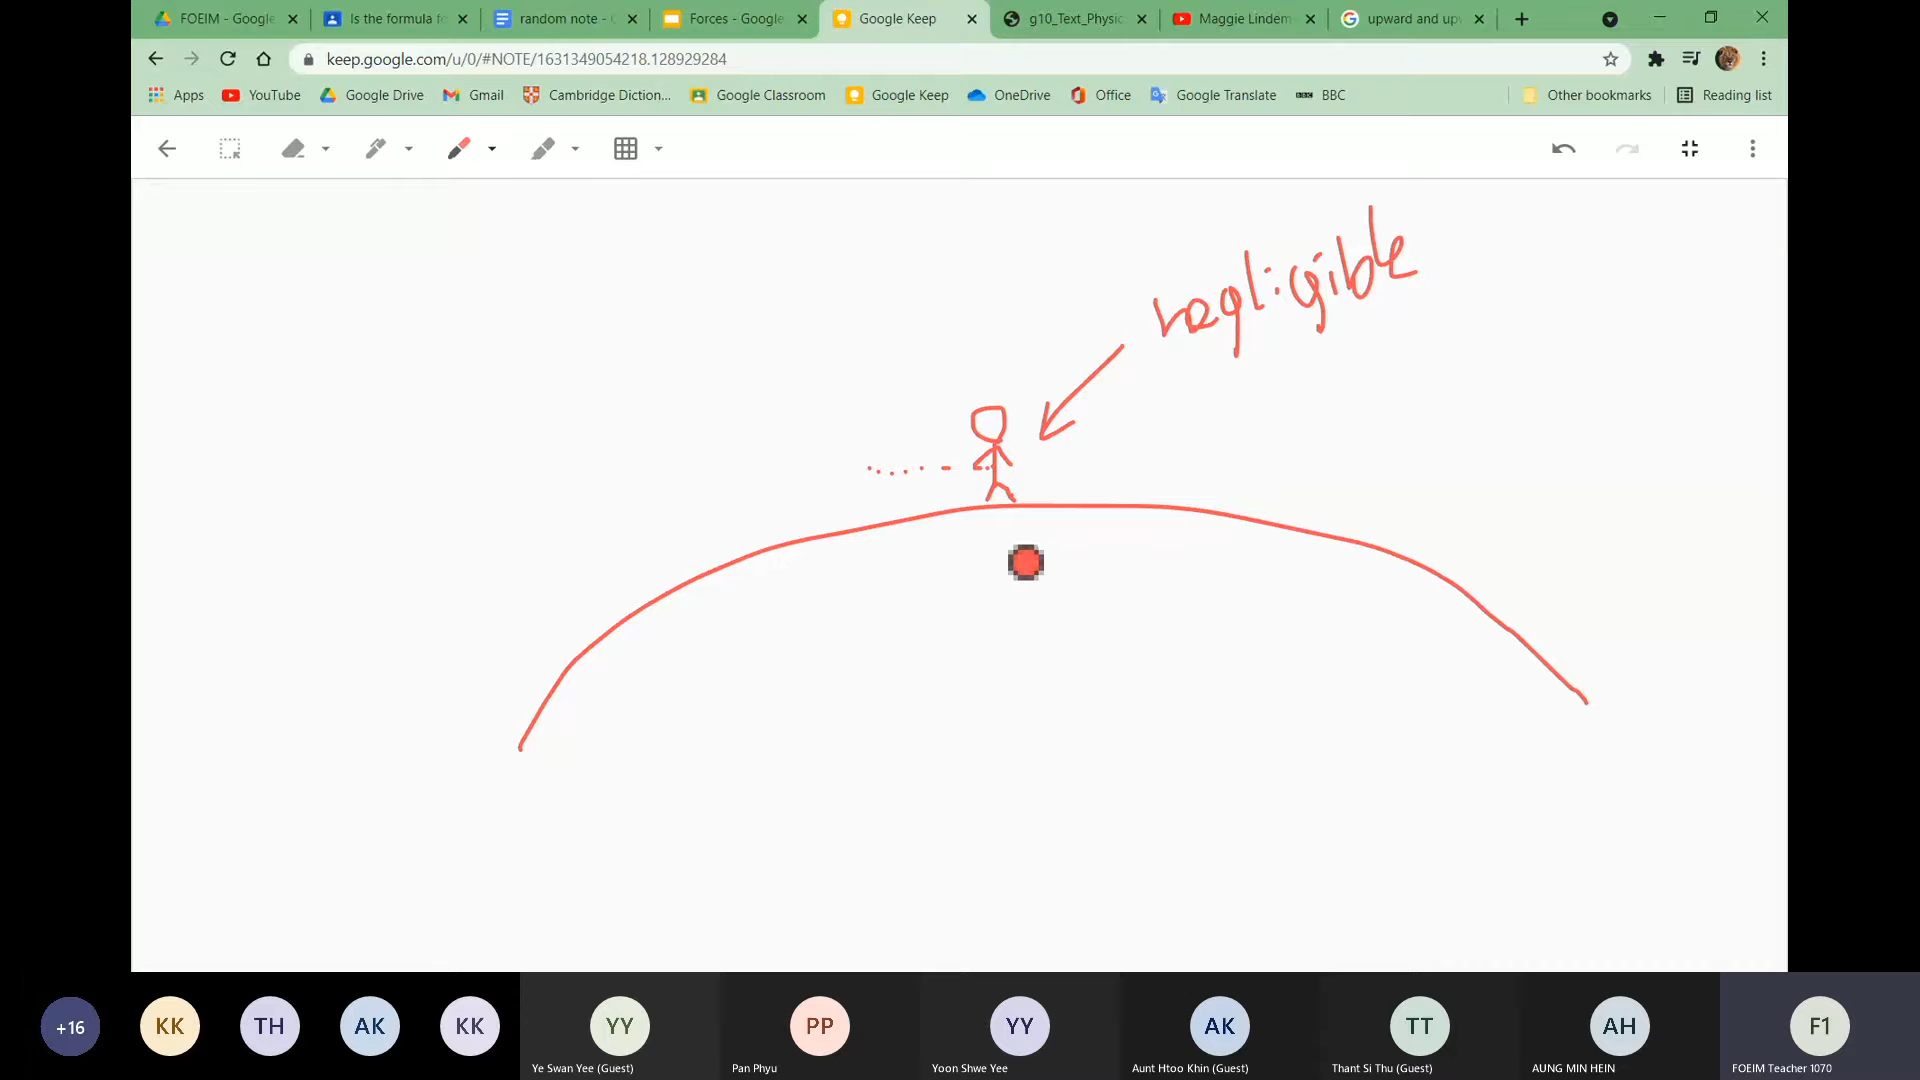 FOEIM - Google
Is the formula fo
random note - G
Forces - Google
Google Keep
g10_Text_Physic
Maggie Lindem
upward and upw
keep.google.com/u/0/#NOTE/1631349054218.128929284
Apps
YouTube
Google Drive
Gmail
Cambridge Diction...
Google Classroom
Google Keep
OneDrive
Office
Google Translate
BBC
BBC
Other bookmarks
Reading list
negligible
+16
KK
TH
AK
KK
YY
PP
YY
AK
TT
AH
F1
Ye Swan Yee (Guest)
Pan Phyu
Yoon Shwe Yee
Aunt Htoo Khin (Guest)
Thant Si Thu (Guest)
AUNG MIN HEIN
FOEIM Teacher 1070